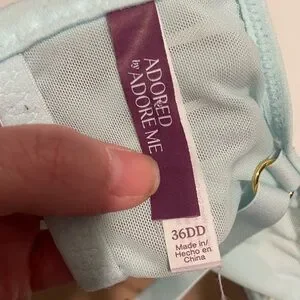 ADORED
by ADORE ME
36DD
Made in/
Hecho en
China